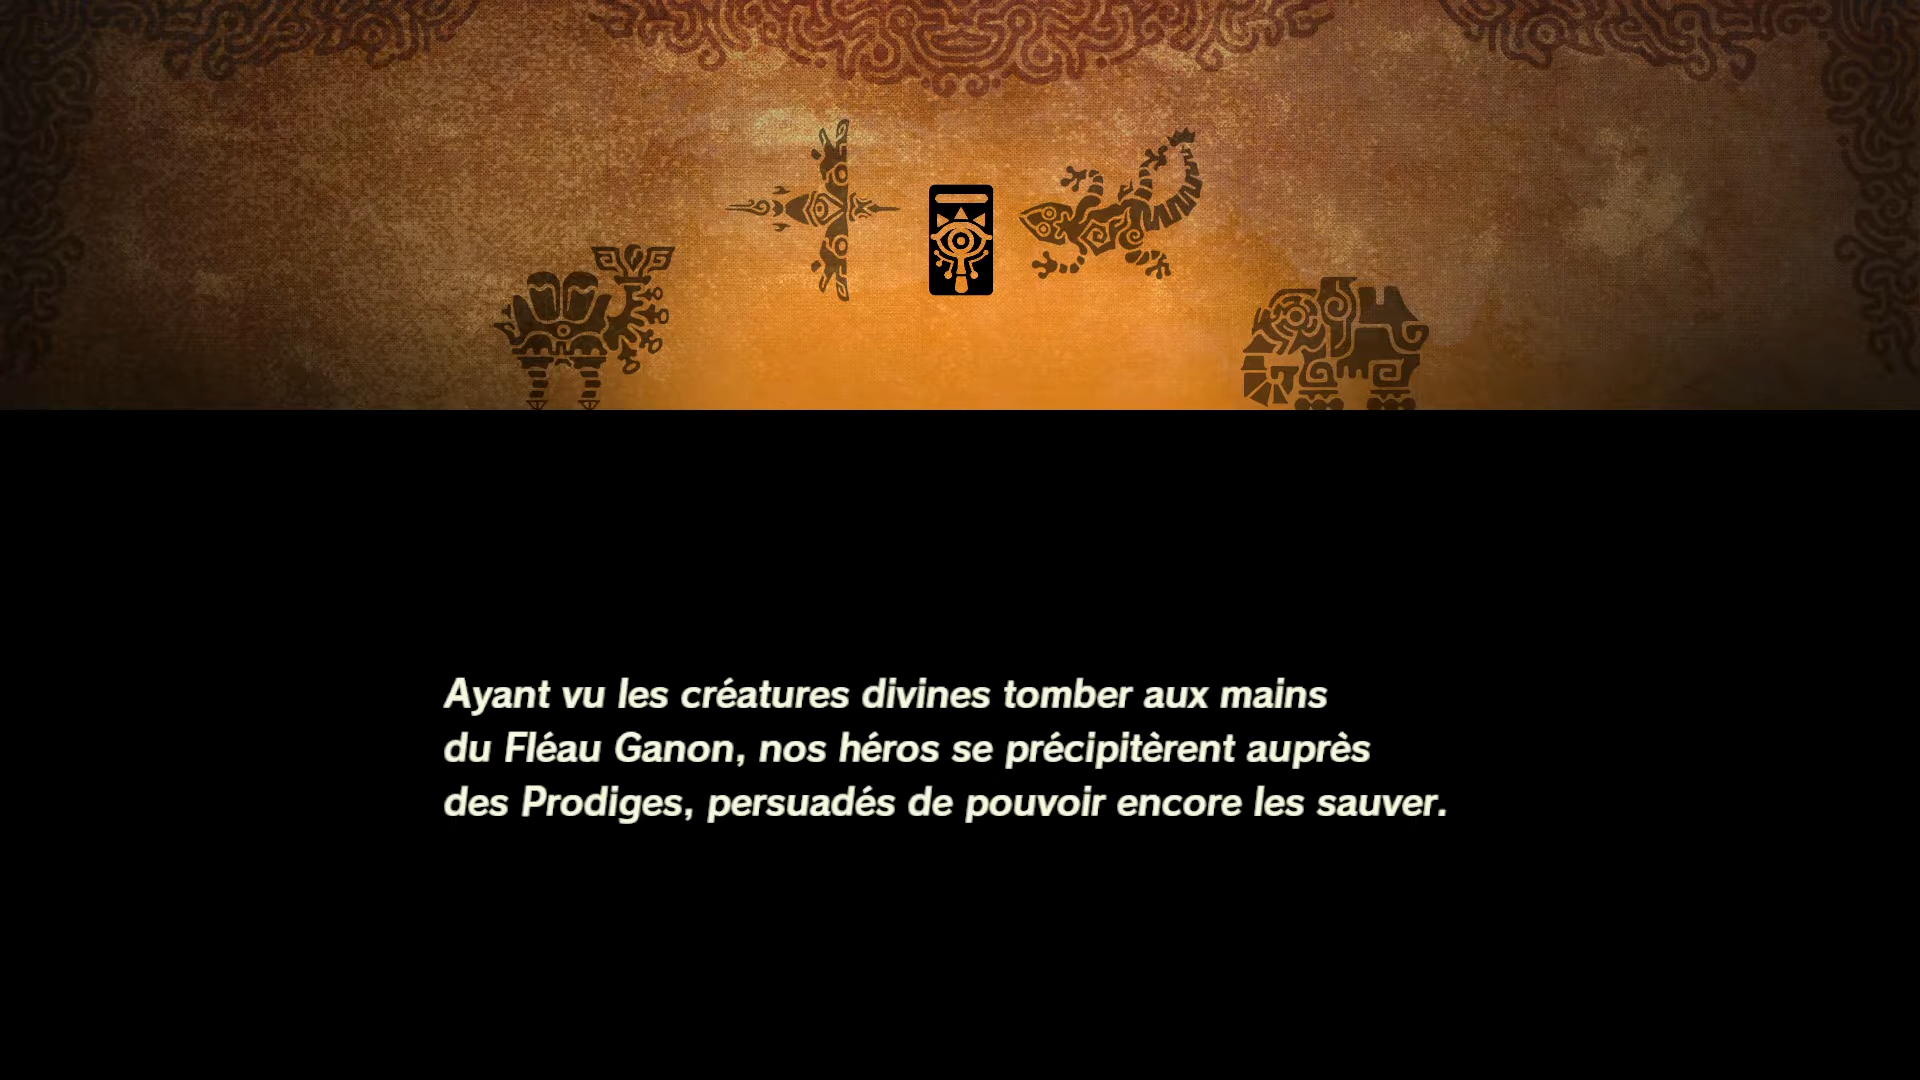 Ayant vu les créatures divines tomber aux mains
du Fléau Ganon, nos héros se précipitèrent auprès
des Prodiges, persuadés de pouvoir encore les sauver.